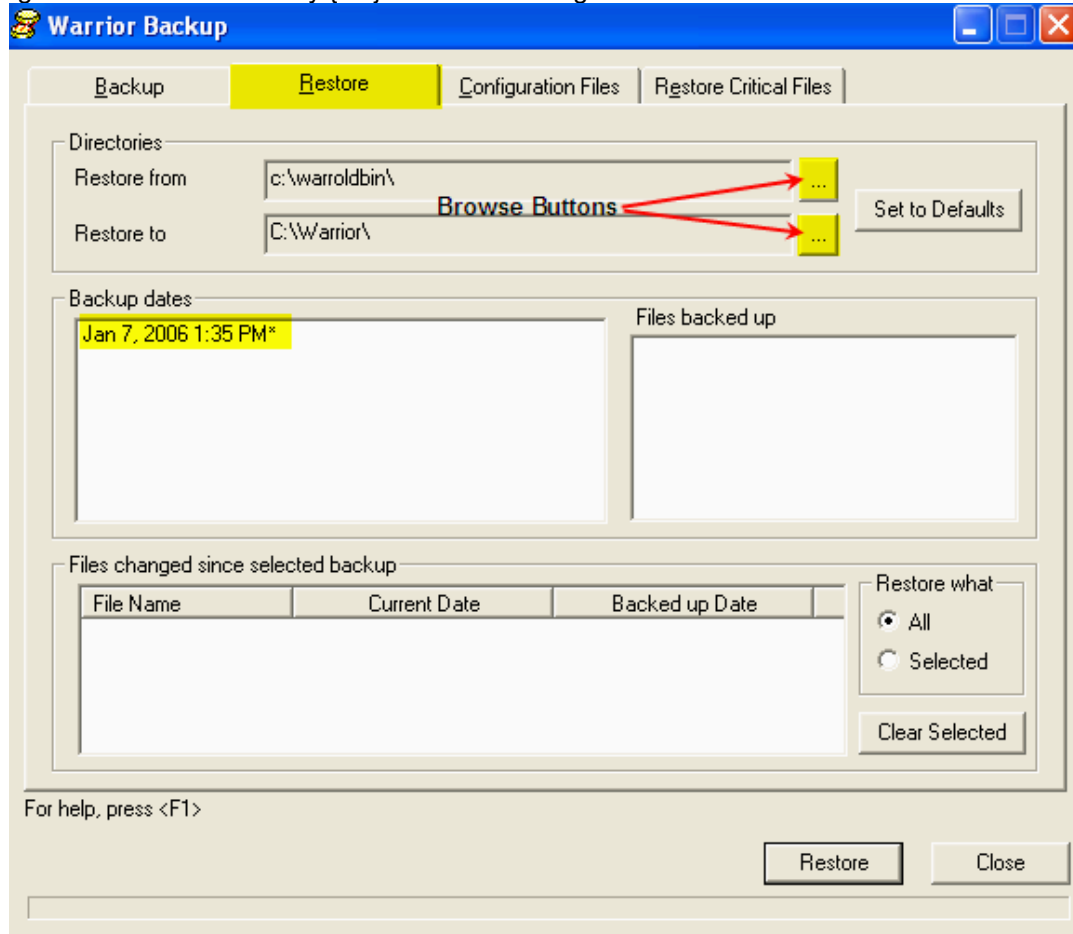 Warrior Backup
Backup Restore Configuration Files Restore Critical Files
Directories
Restore from c:\warroldbin\ ...
Browse Buttons
Set to Defaults
Restore to C:\Warrior\ ...
Backup dates
Files backed up
Jan 7, 2006 1:35 PM*
Files changed since selected backup
Restore what
File Name Current Date Backed up Date
All
Selected
Clear Selected
For help, press <F1>
Restore Close